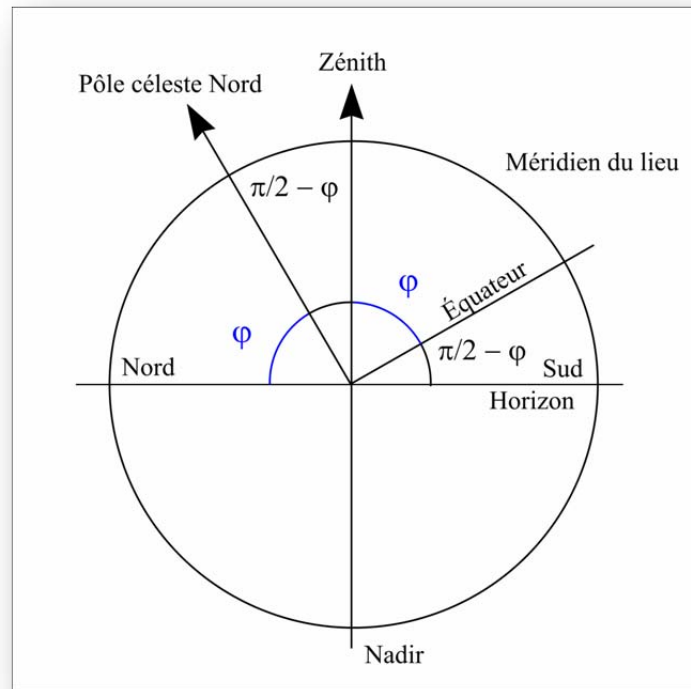 Zénith
Pôle céleste Nord
Méridien du lieu
π/2 − φ
φ
Équateur
φ
π/2 − φ
Nord
Sud
Horizon
Nadir